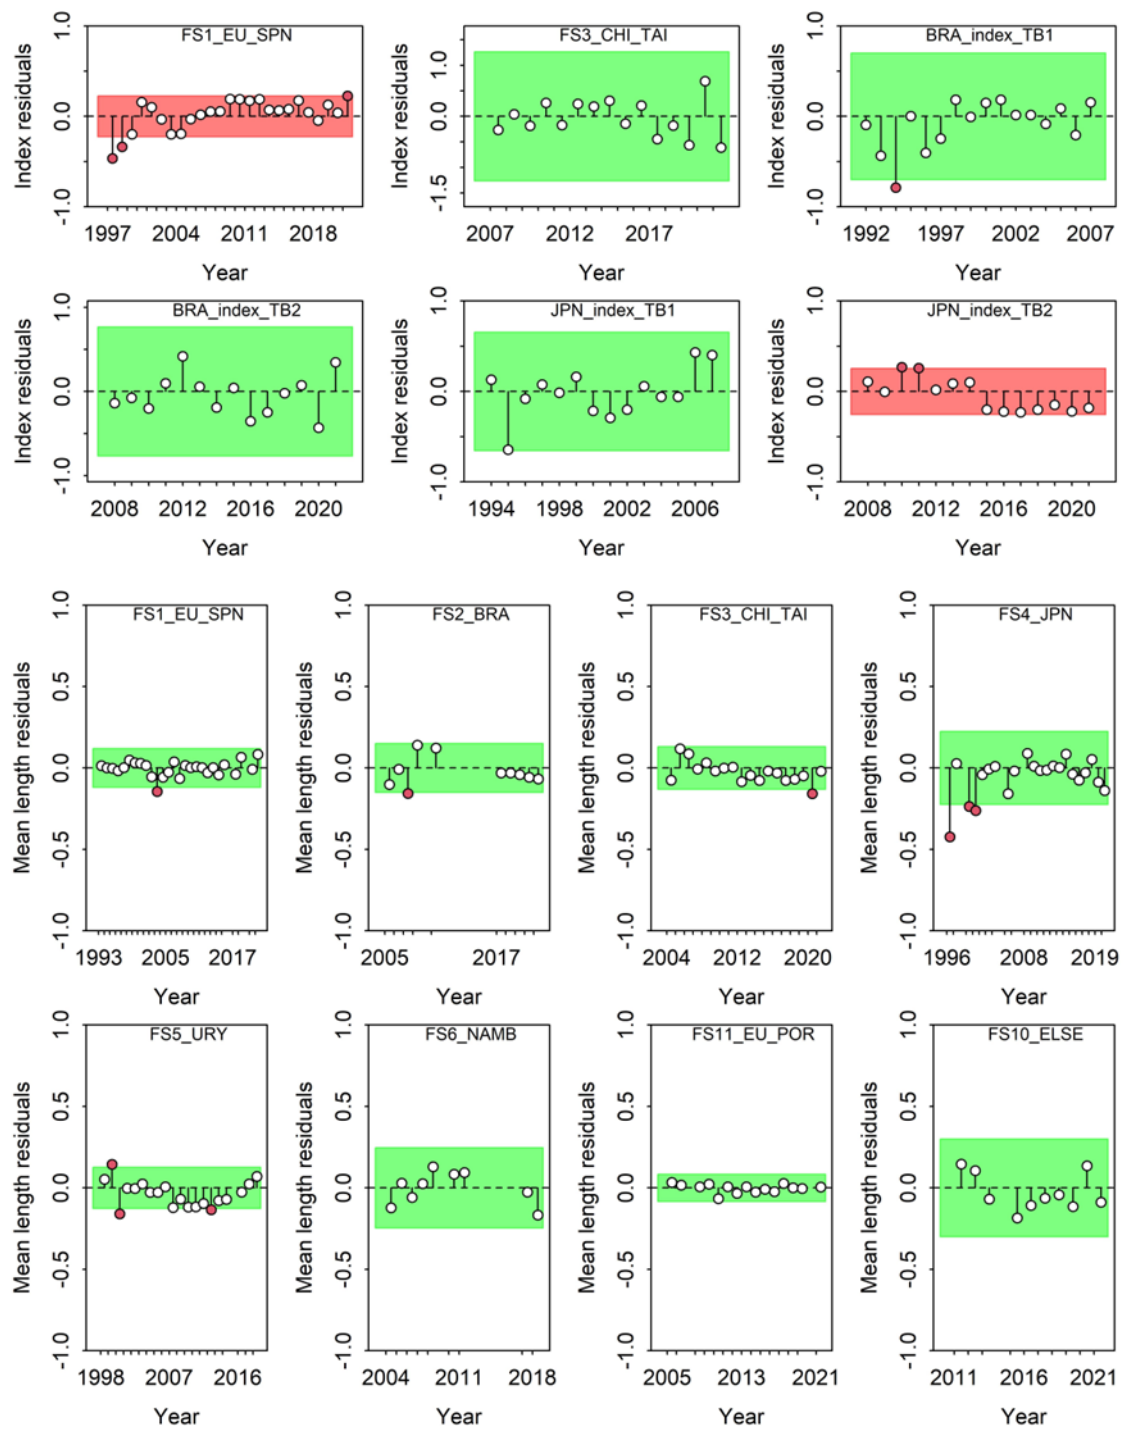 FS1_EU_SPN
Index residuals
1.0
0.0
-1.0
1997 2004 2011 2018
Year
FS3_CHI_TAI
Index residuals
1.0
0.0
-1.5
2007 2012 2017
Year
BRA_index_TB1
Index residuals
1.0
0.0
-1.0
1992 1997 2002 2007
Year
BRA_index_TB2
Index residuals
1.0
0.0
-1.0
2008 2012 2016 2020
Year
JPN_index_TB1
Index residuals
1.0
0.0
-1.0
1994 1998 2002 2006
Year
JPN_index_TB2
Index residuals
1.0
0.0
-1.0
2008 2012 2016 2020
Year
FS1_EU_SPN
Mean length residuals
1.0
0.5
0.0
-0.5
-1.0
1993 2005 2017
Year
FS2_BRA
Mean length residuals
1.0
0.5
0.0
-0.5
-1.0
2005 2017
Year
FS3_CHI_TAI
Mean length residuals
1.0
0.5
0.0
-0.5
-1.0
2004 2012 2020
Year
FS4_JPN
Mean length residuals
1.0
0.5
0.0
-0.5
-1.0
1996 2008 2019
Year
FS5_URY
Mean length residuals
1.0
0.5
0.0
-0.5
-1.0
1998 2007 2016
Year
FS6_NAMB
Mean length residuals
1.0
0.5
0.0
-0.5
-1.0
2004 2011 2018
Year
FS11_EU_POR
Mean length residuals
1.0
0.5
0.0
-0.5
-1.0
2005 2013 2021
Year
FS10_ELSE
Mean length residuals
1.0
0.5
0.0
-0.5
-1.0
2011 2016 2021
Year